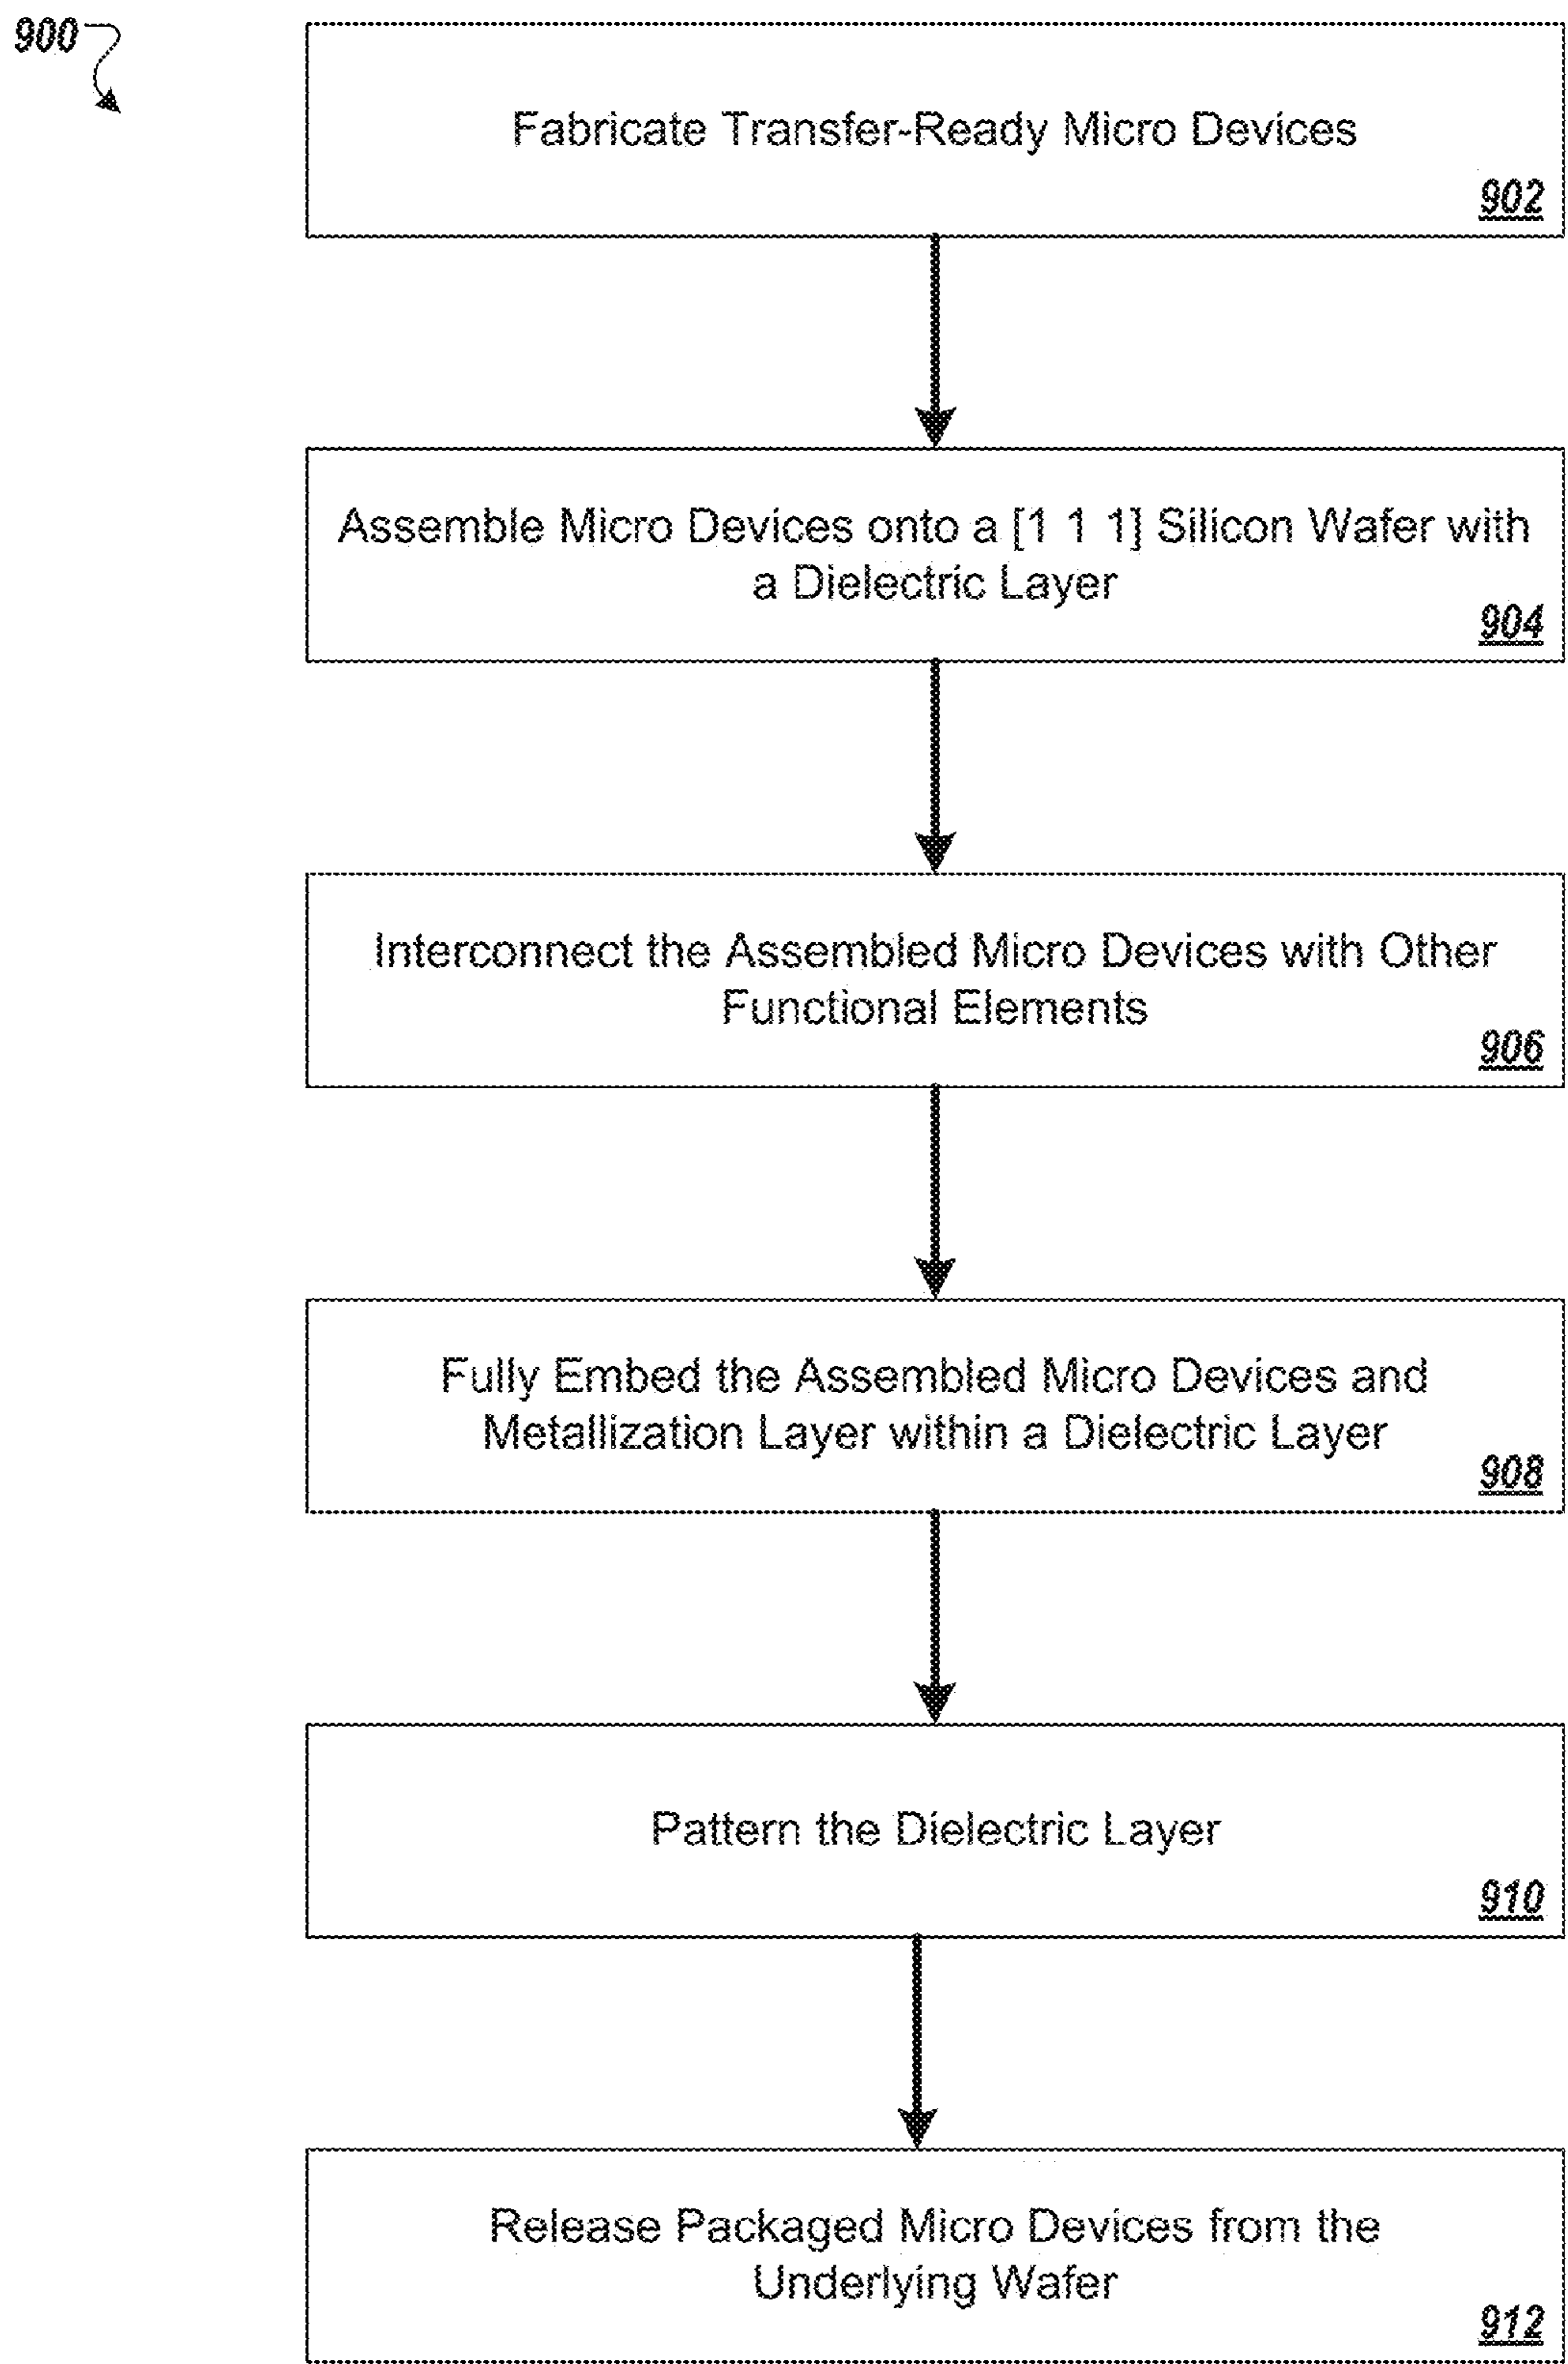 900
Fabricate Transfer-Ready Micro Devices
902
Assemble Micro Devices onto a [1 1 1] Silicon Wafer with
a Dielectric Layer
904
Interconnect the Assembled Micro Devices with Other
Functional Elements
906
Fully Embed the Assembled Micro Devices and
Metallization Layer within a Dielectric Layer
908
Pattern the Dielectric Layer
910
Release Packaged Micro Devices from the
Underlying Wafer
912